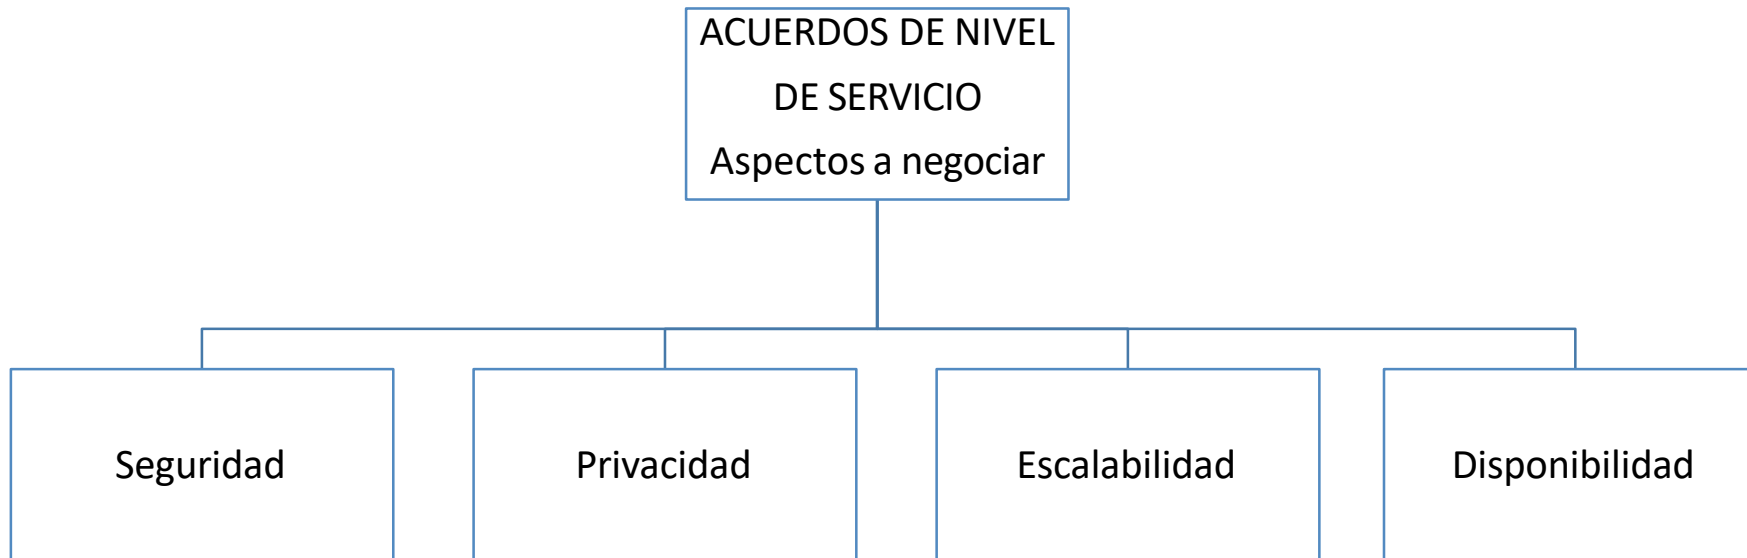 ACUERDOS DE NIVEL
DE SERVICIO
Aspectos a negociar
Seguridad
Privacidad
Escalabilidad
Disponibilidad